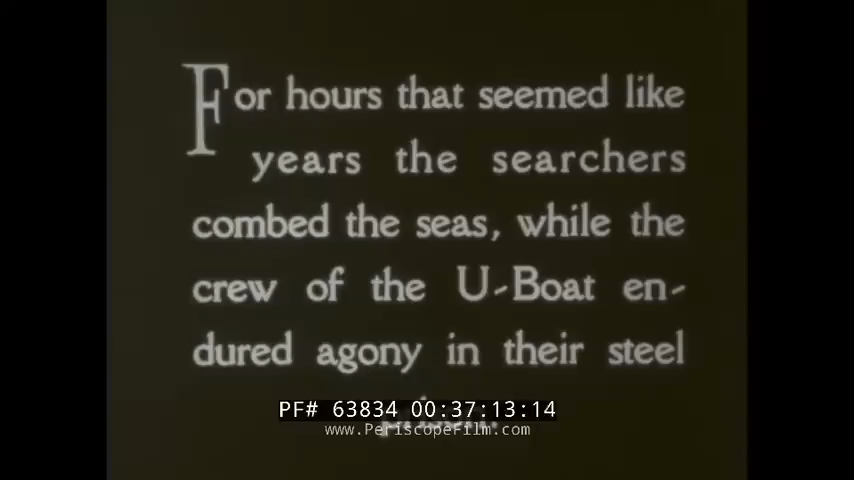 For hours that seemed like
years the searchers
combed the seas, while the
crew of the U-Boat en-
dured agony in their steel
prison.
PF# 63834 00:37:13:14
www.PeriscopeFilm.com